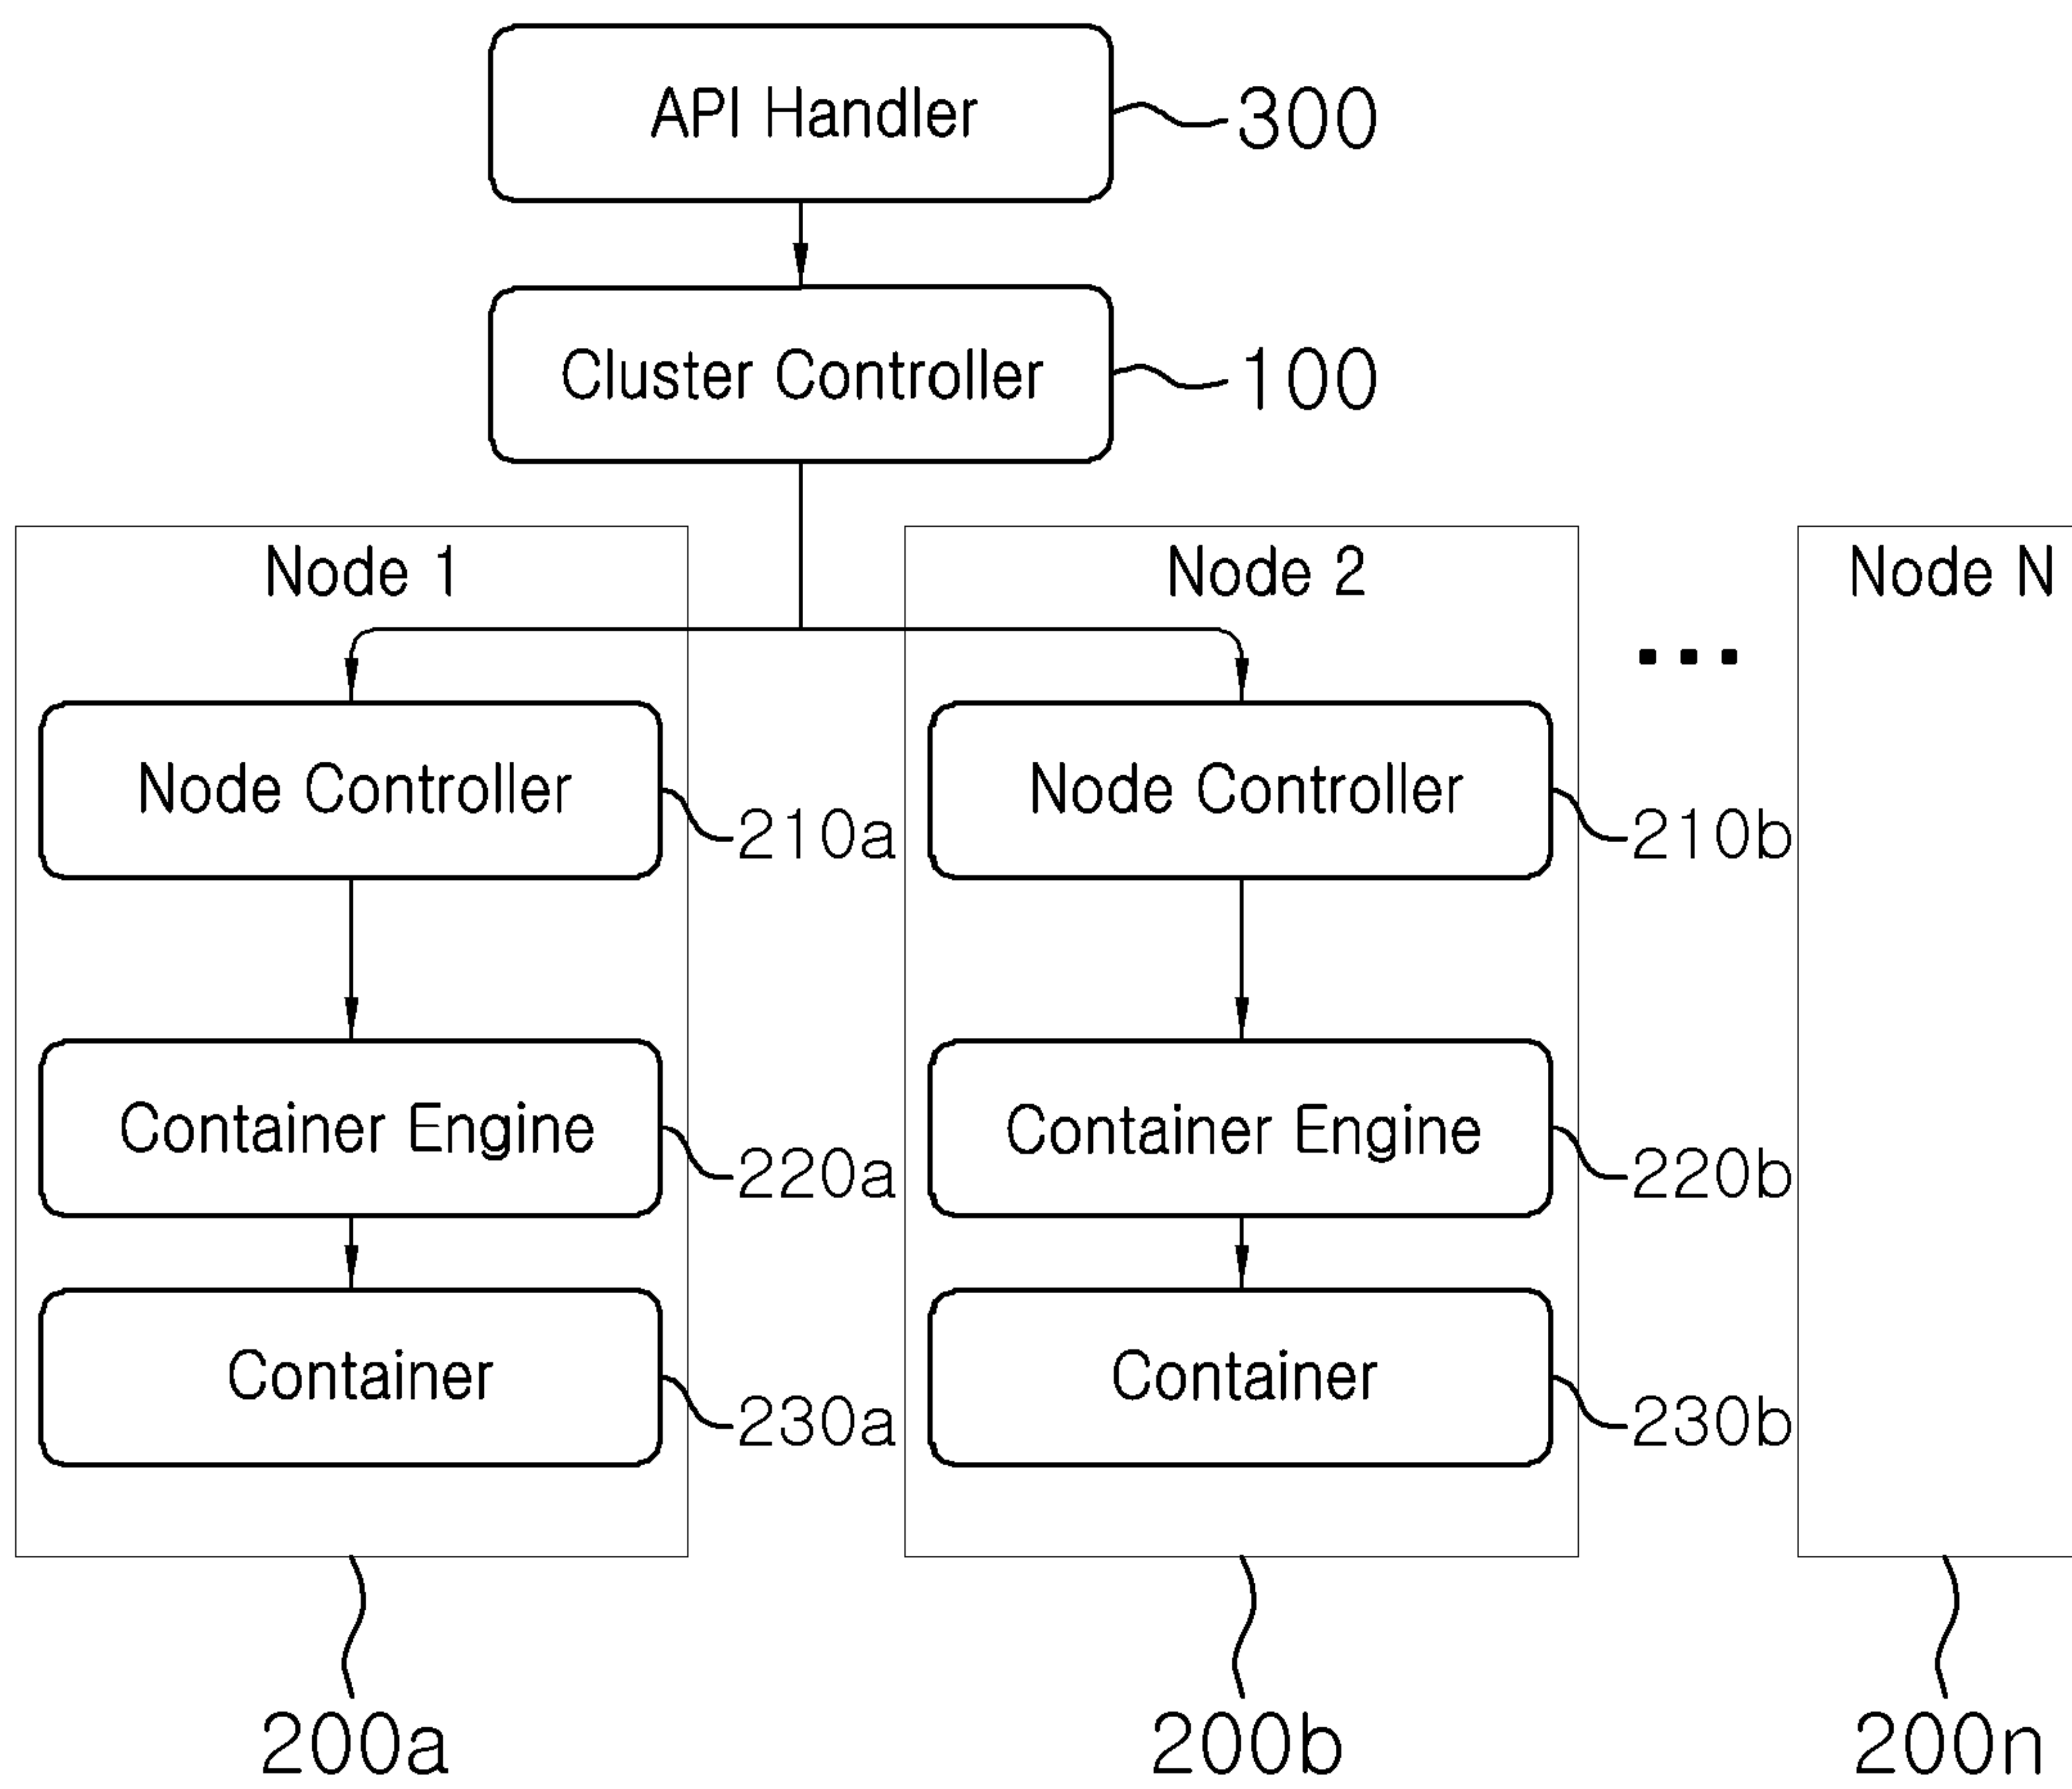 API Handler
300
Cluster Controller
100
Node 1
Node 2
Node N
Node Controller
210a
Node Controller
210b
Container Engine
220a
Container Engine
220b
Container
230a
Container
230b
200a
200b
200n